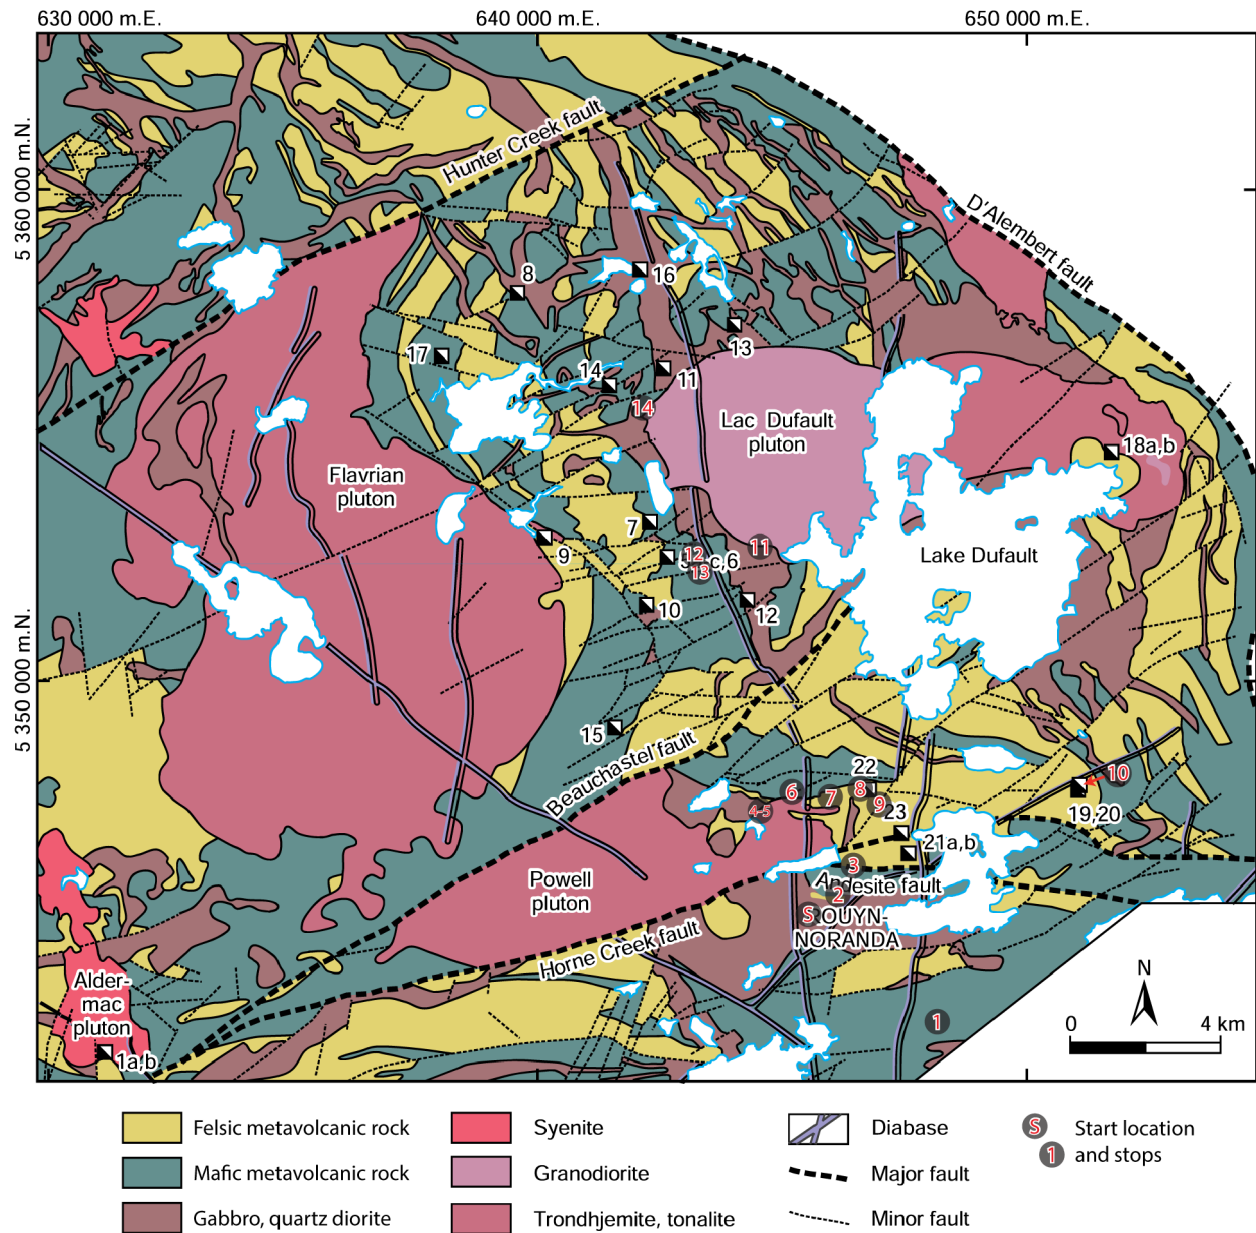 630 000 m.E.
640 000 m.E.
650 000 m.E.
5 360 000 m.N.
5 350 000 m.N.
Hunter Creek fault
D'Alembert fault
8
16
13
17
14
11
14
Lac Dufault
pluton
18a,b
Flavrian
pluton
7
9
11
12
c,6
13
Lake Dufault
10
12
15
Beauchastel fault
22
6
7
8
9
4-5
10
19,20
23
21a,b
3
Andesite fault
2
Powell
pluton
S
ROUYN-
NORANDA
Horne Creek fault
Alder-
mac
pluton
1a,b
1
N
0
4 km
Felsic metavolcanic rock
Mafic metavolcanic rock
Gabbro, quartz diorite
Syenite
Granodiorite
Trondhjemite, tonalite
Diabase
Major fault
Minor fault
S
1
Start location
and stops